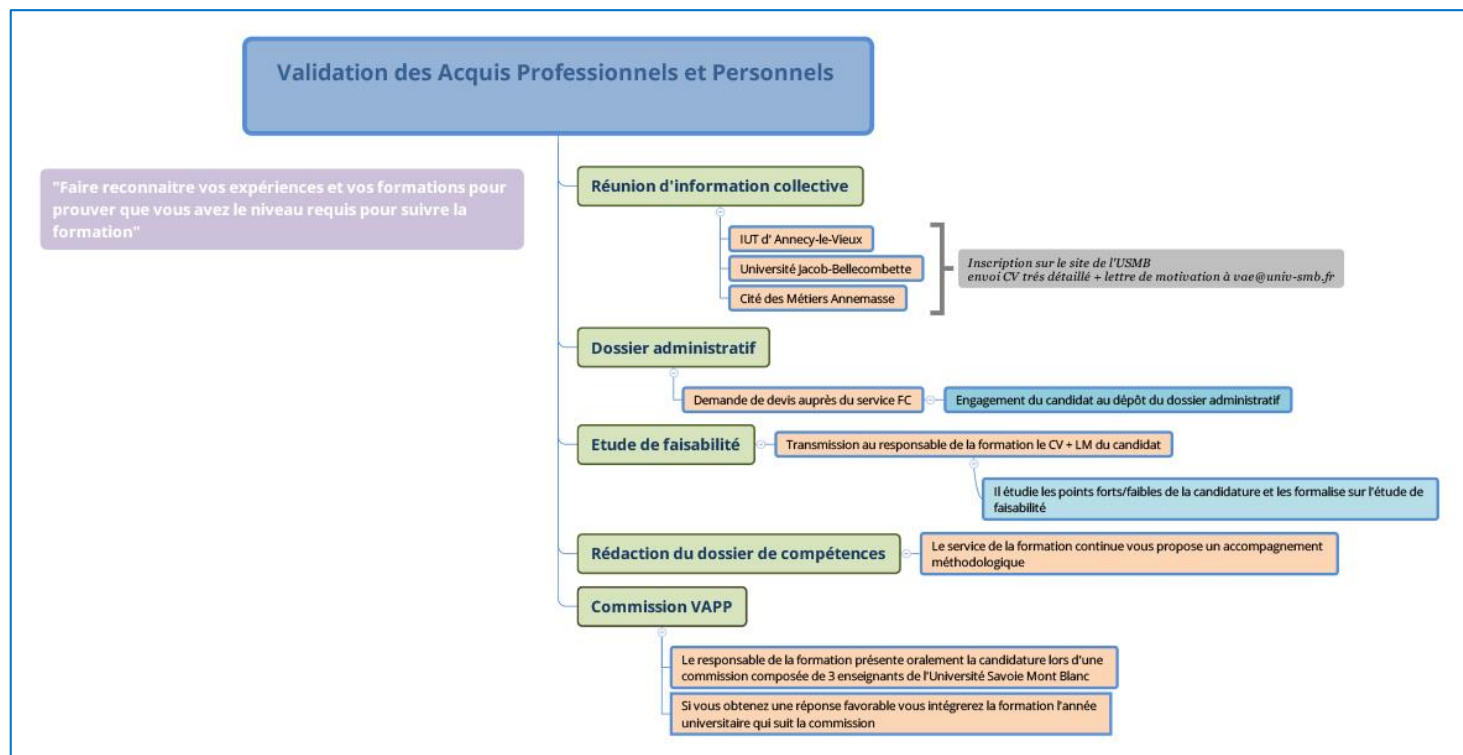 Validation des Acquis Professionnels et Personnels
"Faire reconnaitre vos expériences et vos formations pour
prouver que vous avez le niveau requis pour suivre la
formation"
Réunion d'information collective
IUT d' Annecy-le-Vieux
Université Jacob-Bellecombette
Cité des Métiers Annemasse
Inscription sur le site de l'USMB
envoi CV trés détaillé + lettre de motivation à vae@univ-smb.fr
Dossier administratif
Demande de devis auprès du service FC
Engagement du candidat au dépôt du dossier administratif
Etude de faisabilité
Transmission au responsable de la formation le CV + LM du candidat
Il étudie les points forts/faibles de la candidature et les formalise sur l'étude de
faisabilité
Rédaction du dossier de compétences
Le service de la formation continue vous propose un accompagnement
méthodologique
Commission VAPP
Le responsable de la formation présente oralement la candidature lors d'une
commission composée de 3 enseignants de l'Université Savoie Mont Blanc
Si vous obtenez une réponse favorable vous intégrerez la formation l'année
universitaire qui suit la commission